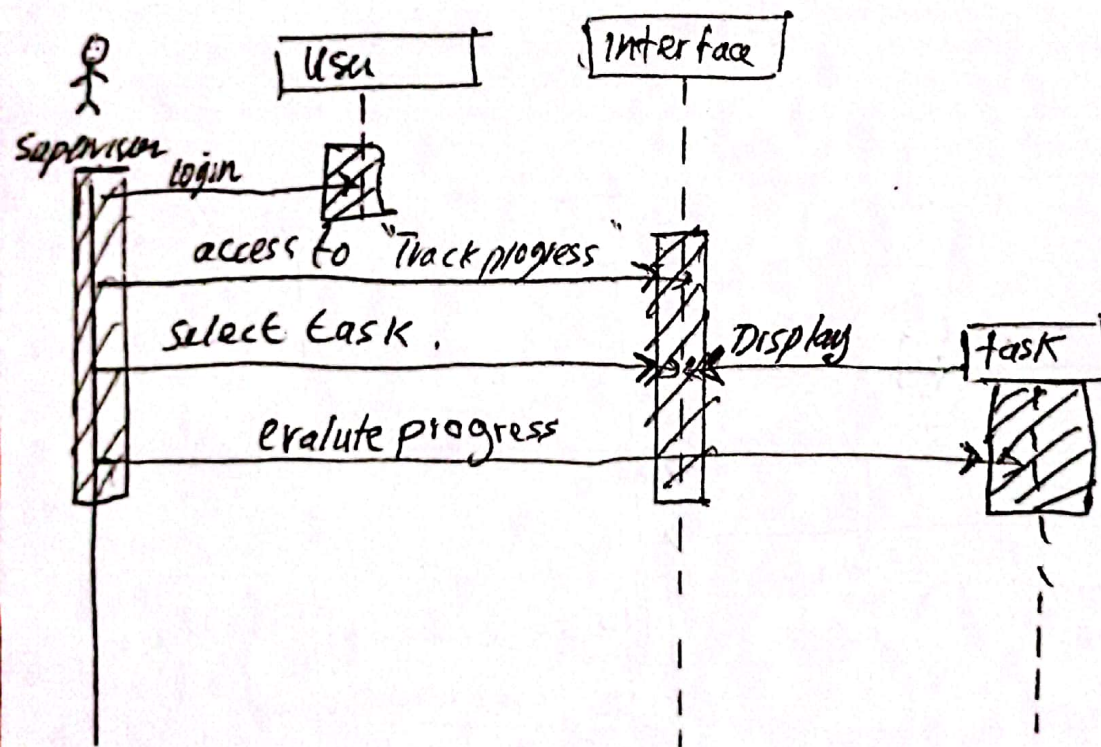 User
Interface
Supervisor
login
access to "Track progress"
select task.
Display
task
evalute progress